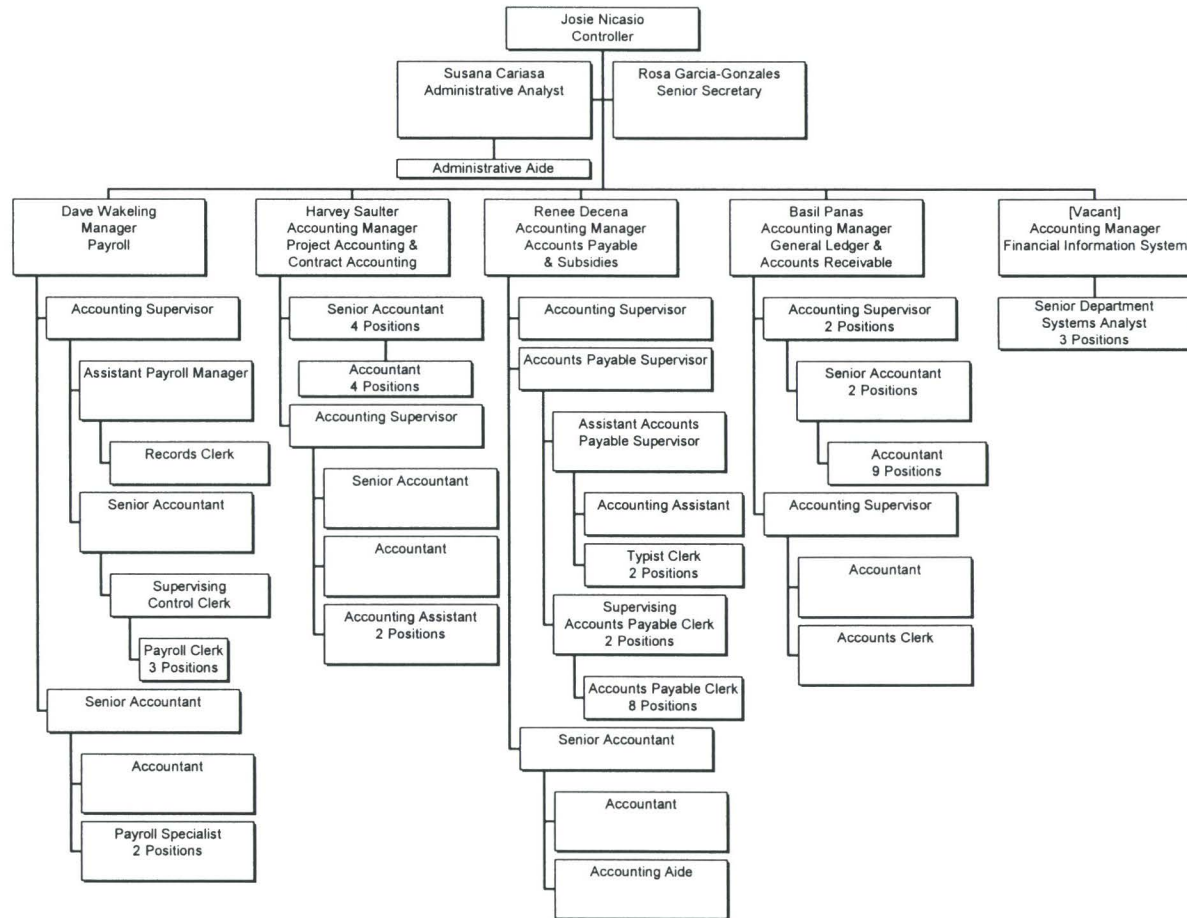 Josie Nicasio
Controller
Susana Cariasa
Administrative Analyst
Rosa Garcia-Gonzales
Senior Secretary
Administrative Aide
Dave Wakeling
Manager
Payroll
Accounting Supervisor
Assistant Payroll Manager
Records Clerk
Senior Accountant
Supervising
Control Clerk
Payroll Clerk
3 Positions
Senior Accountant
Accountant
Payroll Specialist
2 Positions
Harvey Saulter
Accounting Manager
Project Accounting &
Contract Accounting
Senior Accountant
4 Positions
Accountant
4 Positions
Accounting Supervisor
Senior Accountant
Accountant
Accounting Assistant
2 Positions
Renee Decena
Accounting Manager
Accounts Payable
& Subsidies
Accounting Supervisor
Accounts Payable Supervisor
Assistant Accounts
Payable Supervisor
Accounting Assistant
Typist Clerk
2 Positions
Supervising
Accounts Payable Clerk
2 Positions
Accounts Payable Clerk
8 Positions
Senior Accountant
Accountant
Accounting Aide
Basil Panas
Accounting Manager
General Ledger &
Accounts Receivable
Accounting Supervisor
2 Positions
Senior Accountant
2 Positions
Accountant
9 Positions
Accounting Supervisor
Accountant
Accounts Clerk
[Vacant]
Accounting Manager
Financial Information System
Senior Department
Systems Analyst
3 Positions